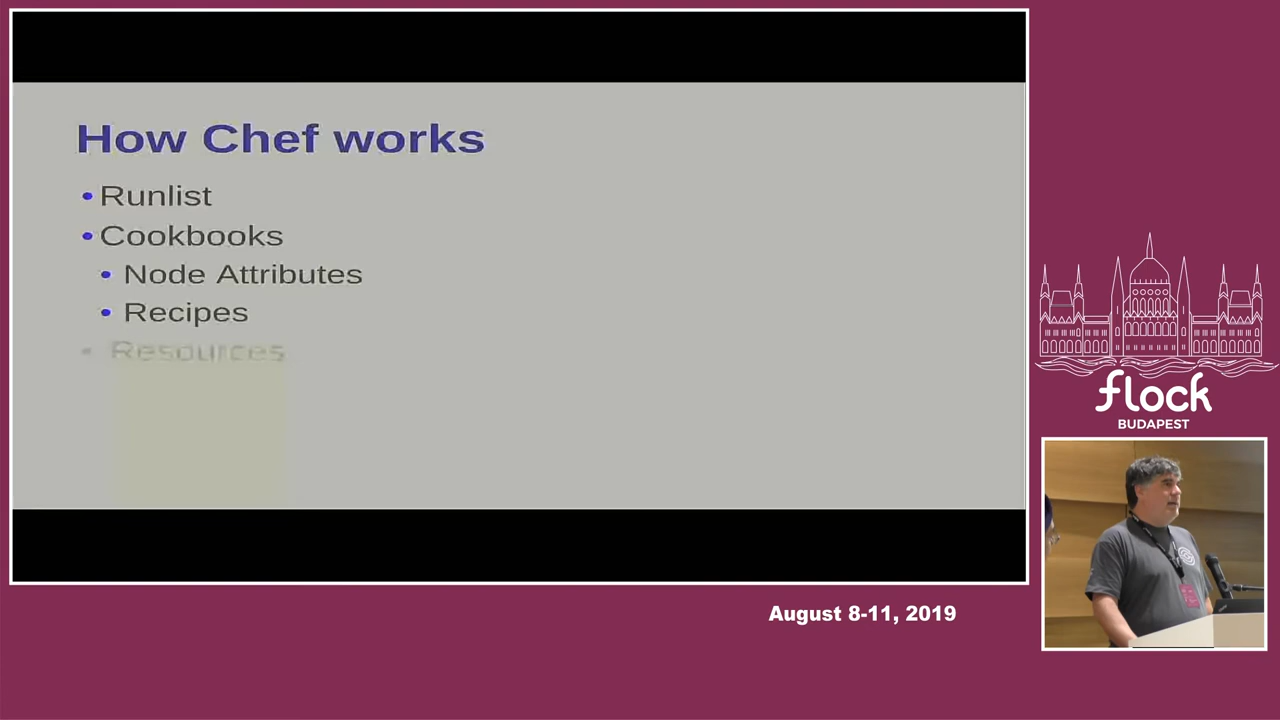 How Chef works
Runlist
Cookbooks
Node Attributes
Recipes
Resources
flock
BUDAPEST
August 8-11, 2019